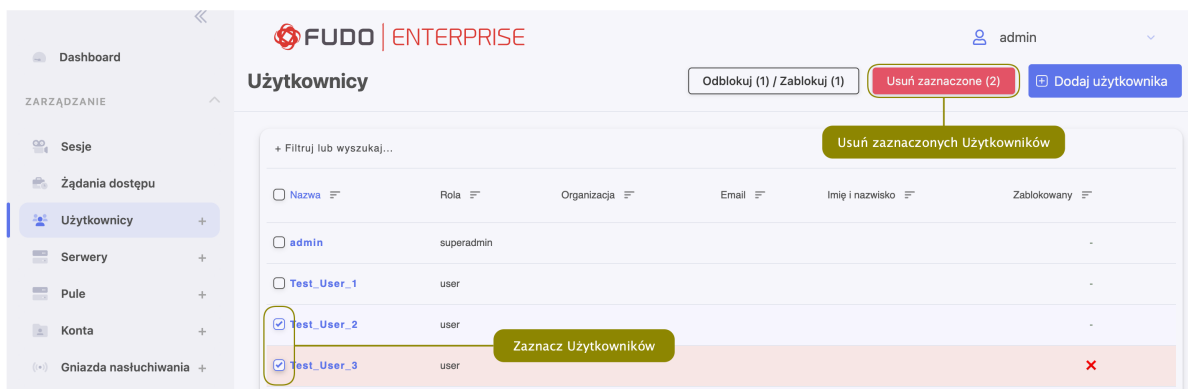 FUDO ENTERPRISE
admin
Dashboard
Użytkownicy
Odblokuj (1) / Zablokuj (1)
Usuń zaznaczone (2)
Dodaj użytkownika
ZARZĄDZANIE
Usuń zaznaczonych Użytkowników
Sesje
+ Filtruj lub wyszukaj...
Żądania dostępu
Nazwa
Rola
Organizacja
Email
Imię i nazwisko
Zablokowany
Użytkownicy +
admin
superadmin
-
Serwery +
Test_User_1
user
-
Pule +
Test_User_2
user
-
Konta +
Zaznacz Użytkowników
Gniazda nasłuchiwania +
Test_User_3
user